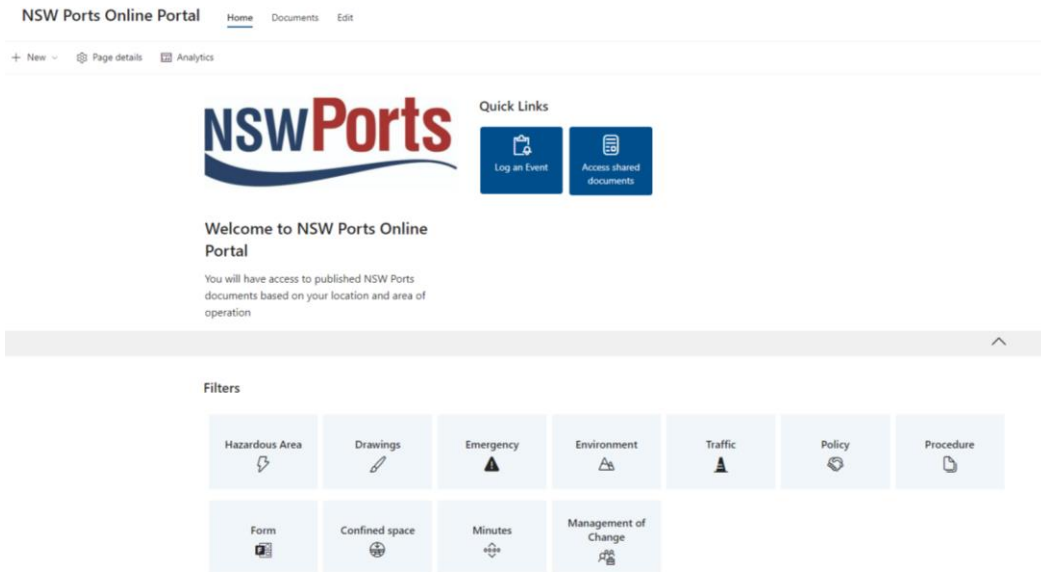 NSW Ports Online Portal Home Documents Edit
+ New Page details Analytics
NSWPorts
Quick Links
Log an Event
Access shared
documents
Welcome to NSW Ports Online
Portal
You will have access to published NSW Ports
documents based on your location and area of
operation
Filters
Hazardous Area Drawings Emergency Environment Traffic Policy Procedure
Form Confined space Minutes Management of
Change